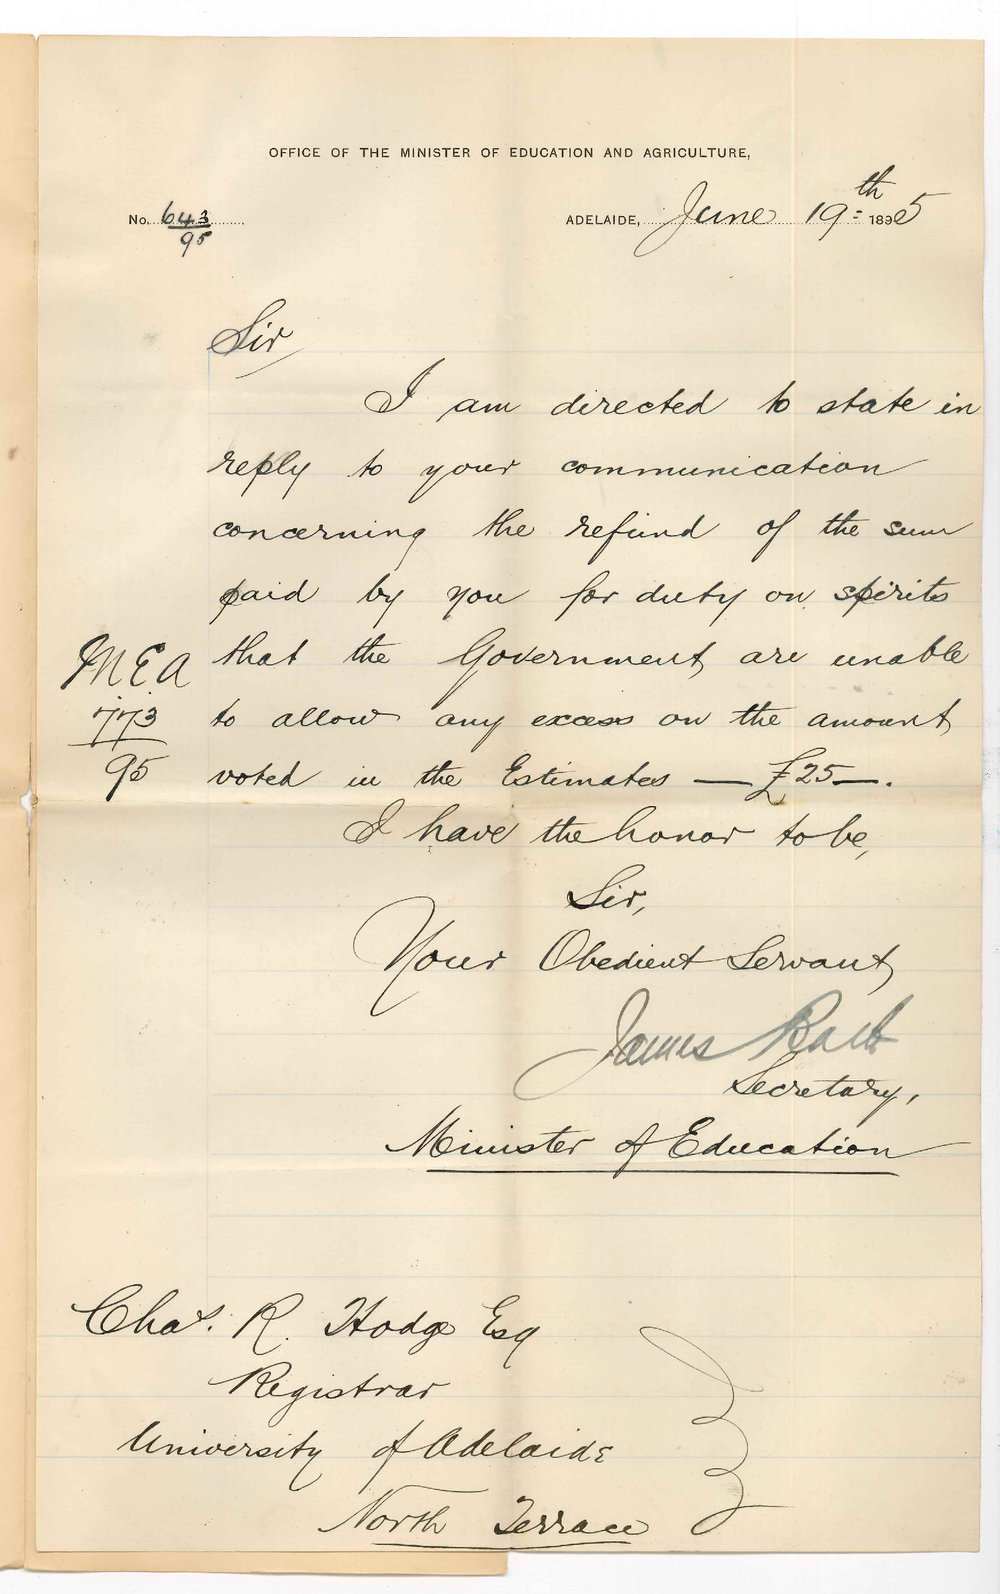 OFFICE OF THE MINISTER OF EDUCATION AND AGRICULTURE,
No. 643/95
ADELAIDE, June 19th 1895
Sir
I am directed to state in
reply to your communication
concerning the refund of the sum
paid by you for duty on spirits
that the Government are unable
to allow any excess on the amount
voted in the Estimates — £25 —.
MEA
773
95
I have the honor to be,
Sir,
Your Obedient Servant,
James Bath
Secretary,
Minister of Education
Chas. R. Hodge Esq
Registrar
University of Adelaide
North Terrace